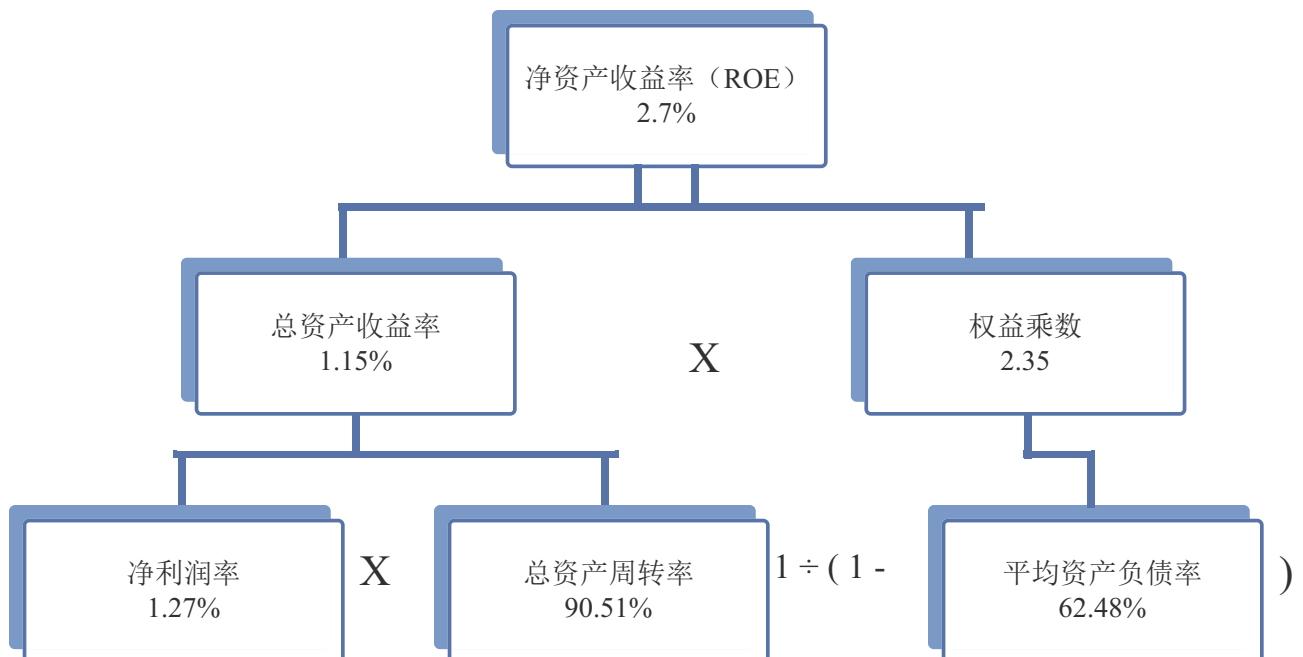 净资产收益率（ROE）
2.7%
总资产收益率
1.15%
X
权益乘数
2.35
净利润率
1.27%
X
总资产周转率
90.51%
1 ÷ ( 1 -
平均资产负债率
62.48%
)